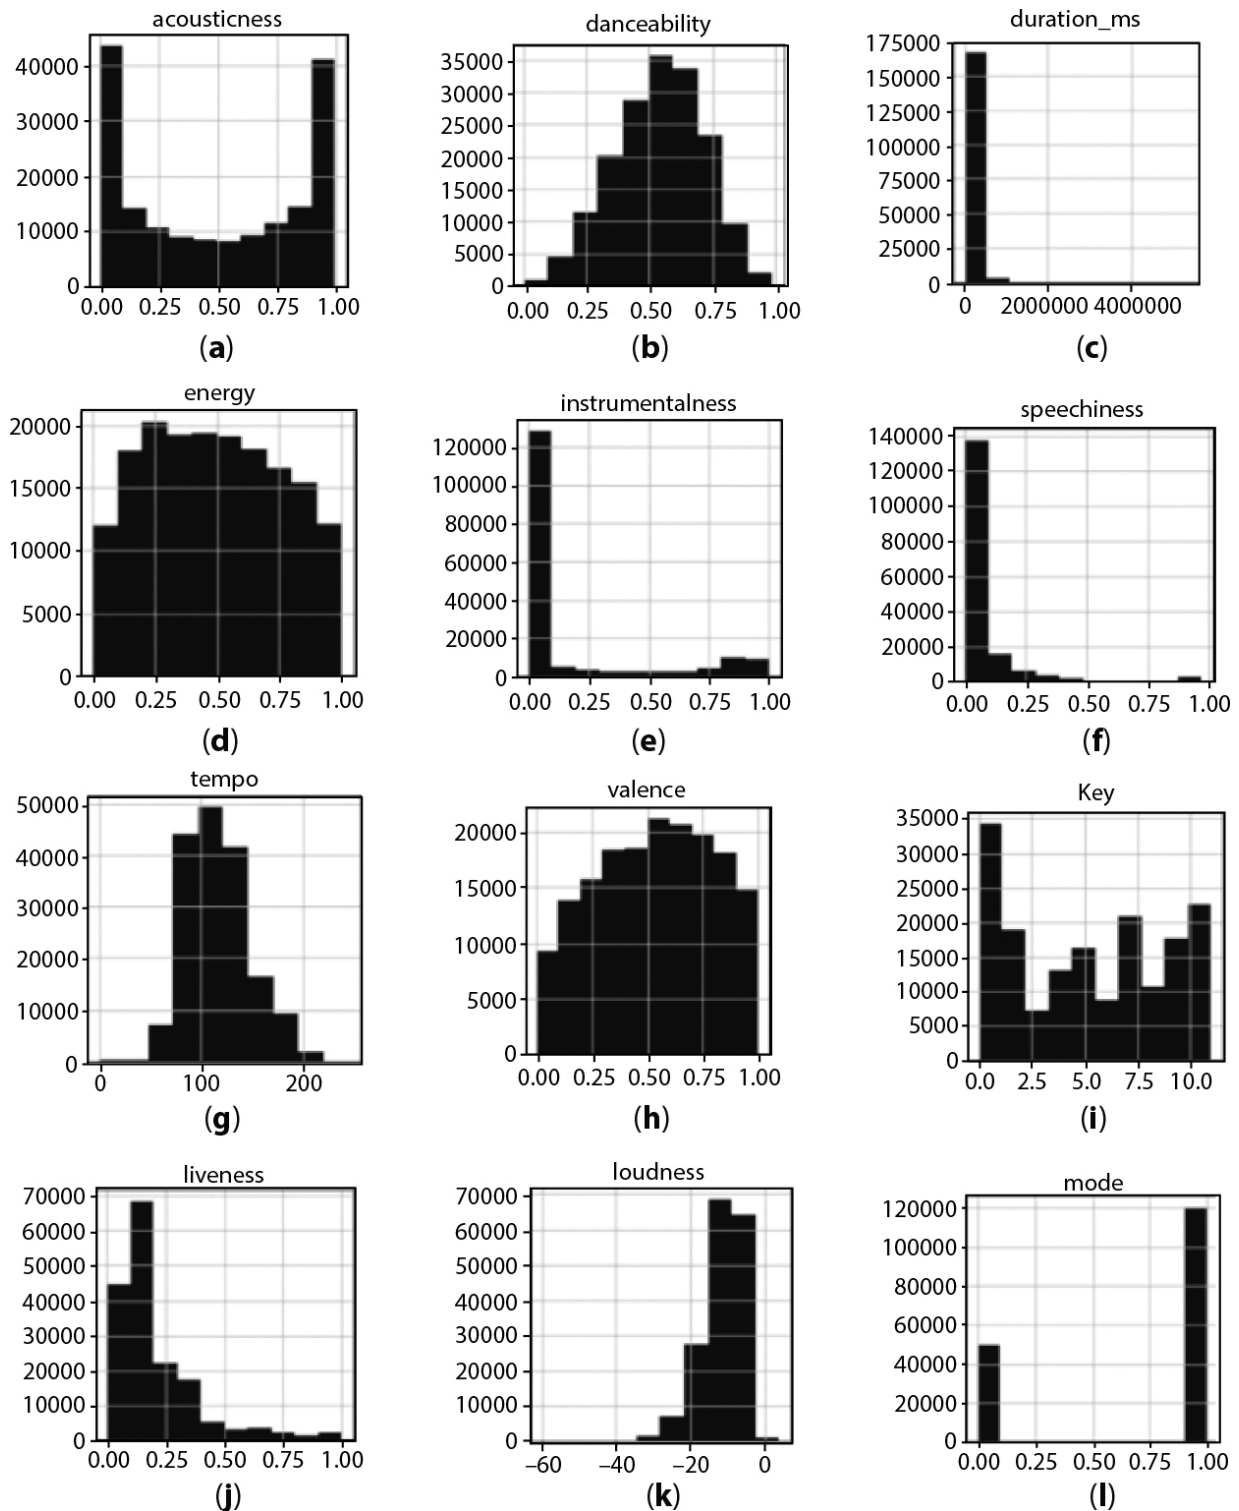 acousticness
40000
30000
20000
10000
0
0.00 0.25 0.50 0.75 1.00
(a)
danceability
35000
30000
25000
20000
15000
10000
5000
0
0.00 0.25 0.50 0.75 1.00
(b)
duration_ms
175000
150000
125000
100000
75000
50000
25000
0
0 2000000 4000000
(c)
energy
20000
15000
10000
5000
0
0.00 0.25 0.50 0.75 1.00
(d)
instrumentalness
120000
100000
80000
60000
40000
20000
0
0.00 0.25 0.50 0.75 1.00
(e)
speechiness
140000
120000
100000
80000
60000
40000
20000
0
0.00 0.25 0.50 0.75 1.00
(f)
tempo
50000
40000
30000
20000
10000
0
0 100 200
(g)
valence
20000
15000
10000
5000
0
0.00 0.25 0.50 0.75 1.00
(h)
Key
35000
30000
25000
20000
15000
10000
5000
0
0.0 2.5 5.0 7.5 10.0
(i)
liveness
70000
60000
50000
40000
30000
20000
10000
0
0.00 0.25 0.50 0.75 1.00
(j)
loudness
70000
60000
50000
40000
30000
20000
10000
0
–60 –40 –20 0
(k)
mode
120000
100000
80000
60000
40000
20000
0
0.00 0.25 0.50 0.75 1.00
(l)